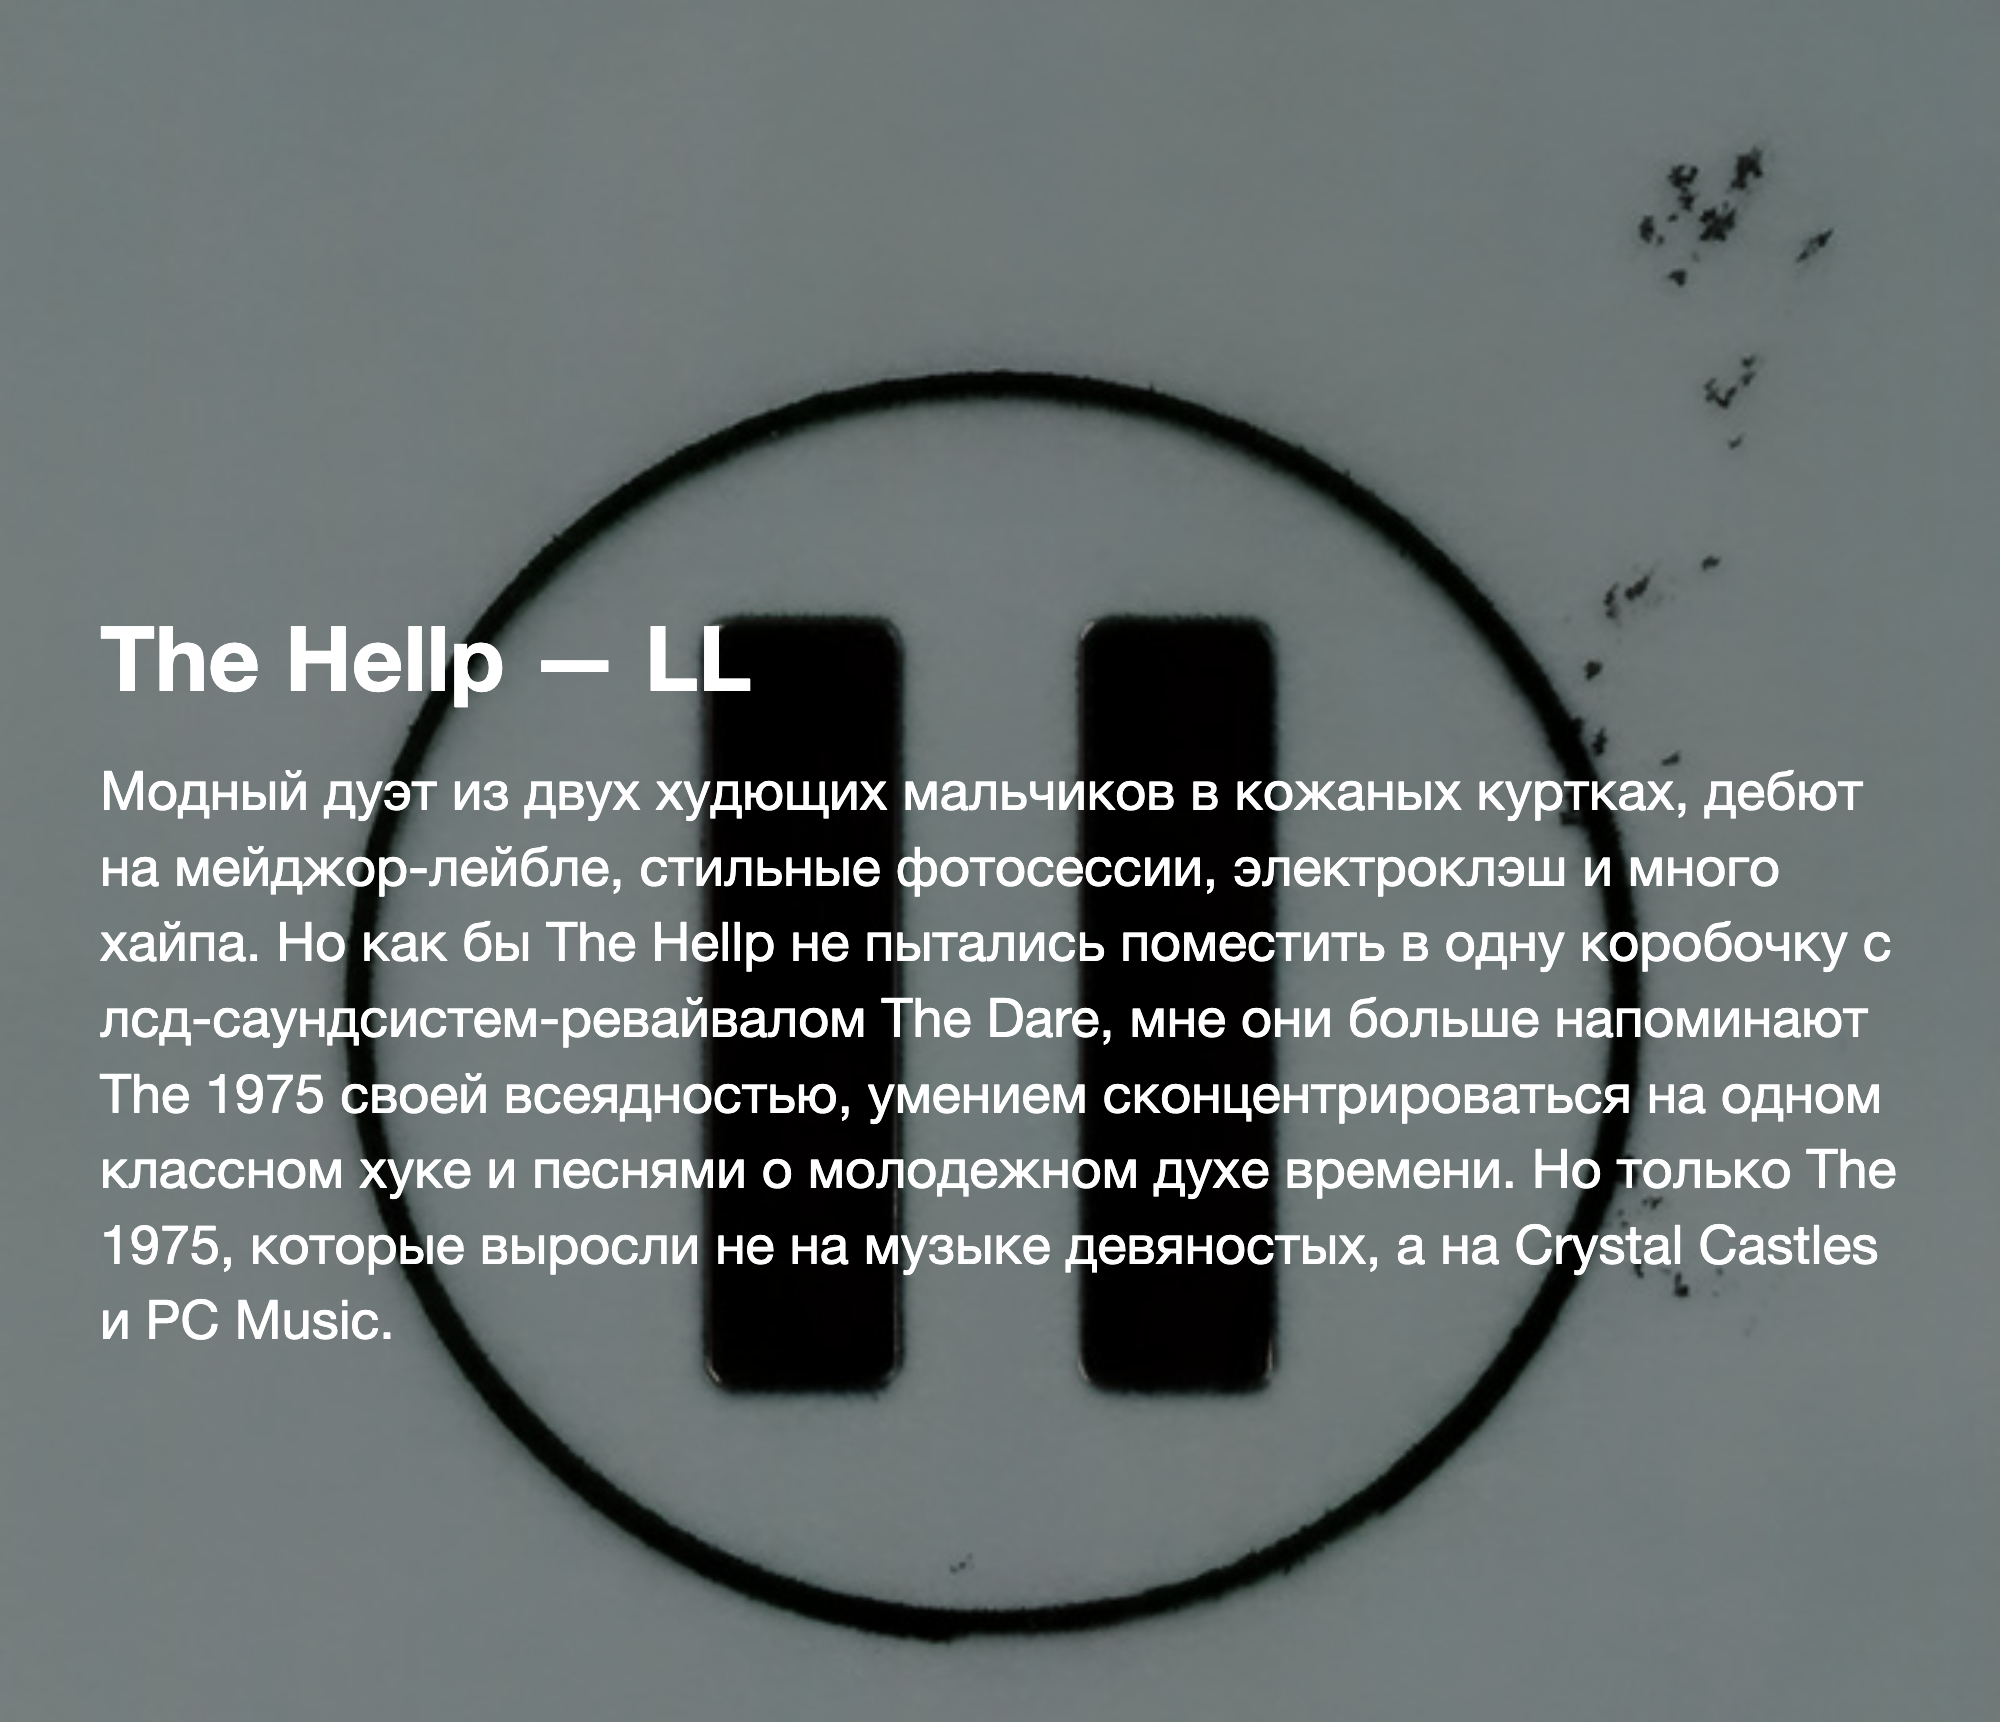 The Hellp — LL
Модный дуэт из двух худющих мальчиков в кожаных куртках, дебют
на мейджор-лейбле, стильные фотосессии, электроклэш и много
хайпа. Но как бы The Hellp не пытались поместить в одну коробочку с
лсд-саундсистем-ревайвалом The Dare, мне они больше напоминают
The 1975 своей всеядностью, умением сконцентрироваться на одном
классном хуке и песнями о молодежном духе времени. Но только The
1975, которые выросли не на музыке девяностых, а на Crystal Castles
и PC Music.